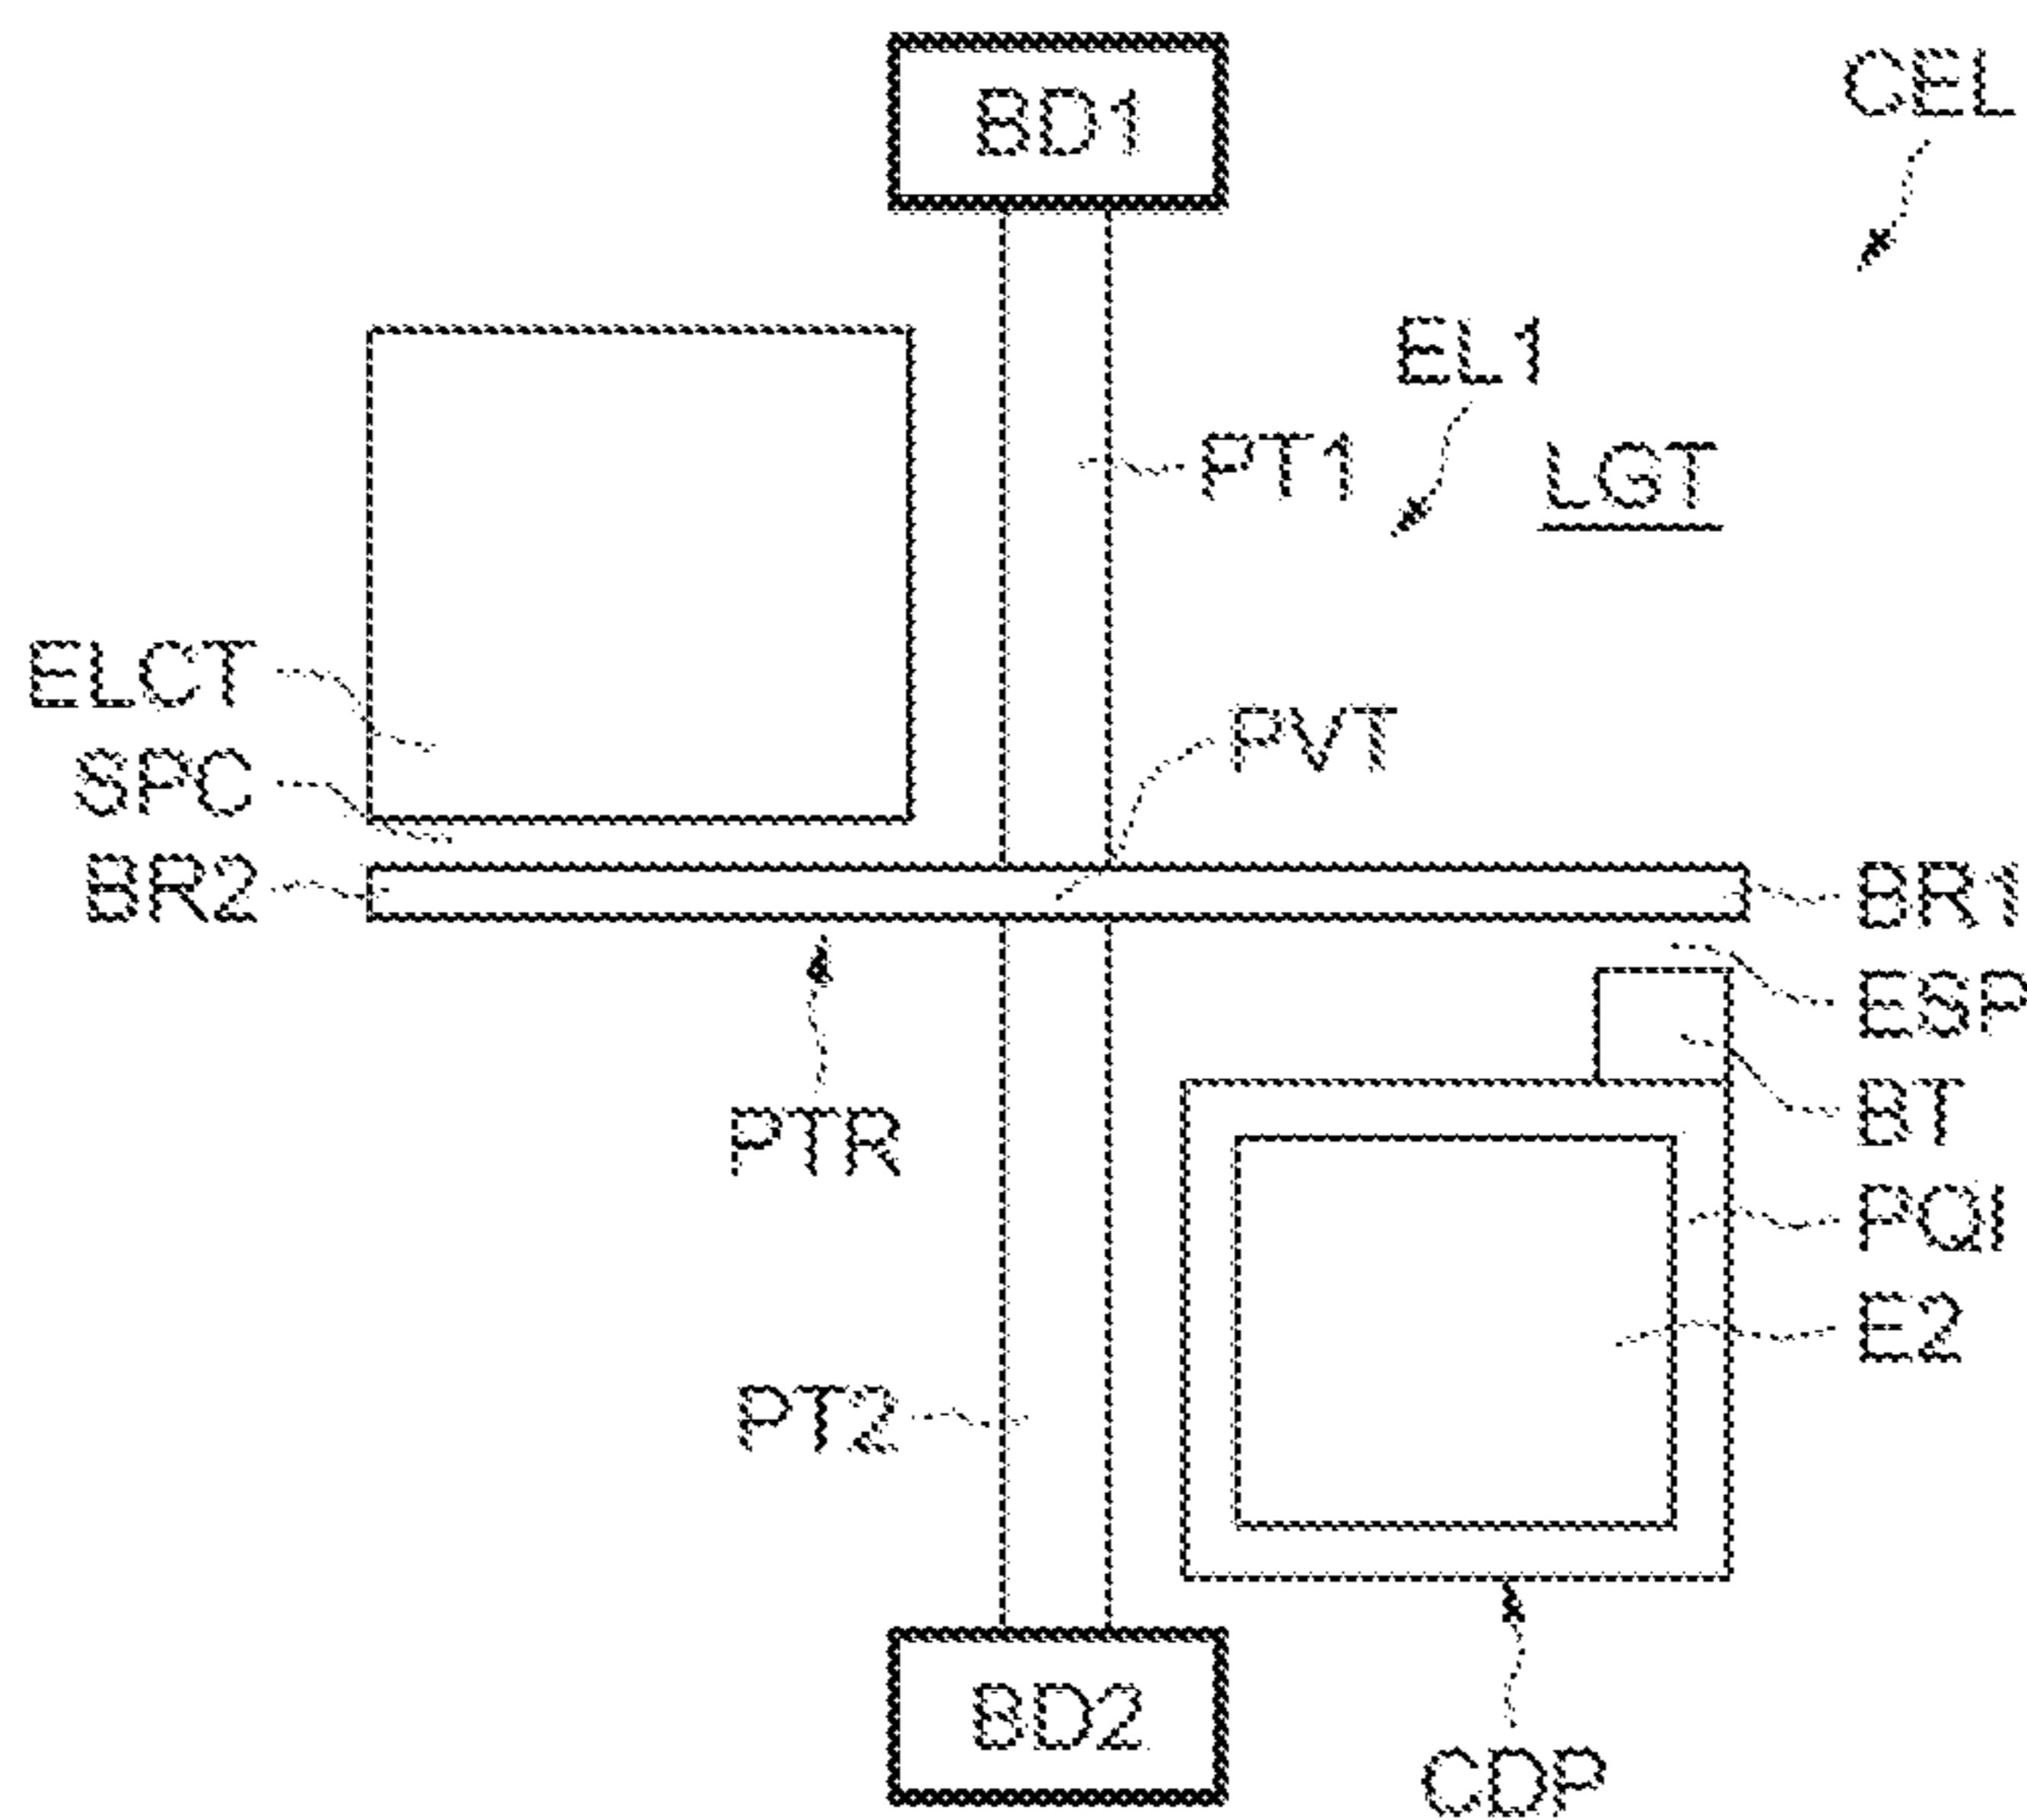 BD1
CEL
EL1
PT1
LGT
ELCT
PVT
SPC
BR2
BR1
ESP
PTR
BT
PQI
E2
PT2
BD2
CDP